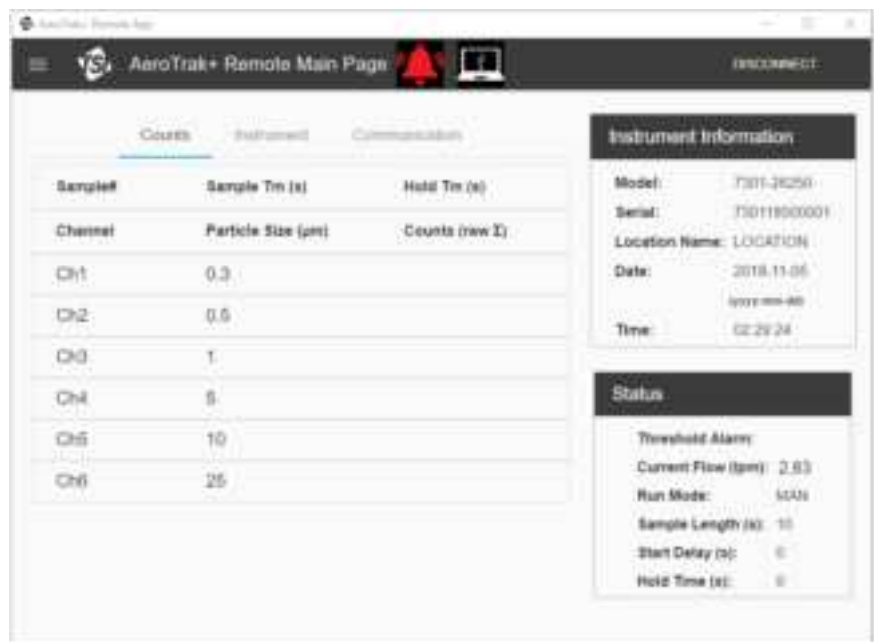 AeroTrak+ Remote App
AeroTrak+ Remote Main Page
DISCONNECT
Counts Instrument Communication
Sample# Sample Tm (s) Hold Tm (s)
Channel Particle Size (µm) Counts (raw Σ)
Ch1 0.3
Ch2 0.5
Ch3 1
Ch4 5
Ch5 10
Ch6 25
Instrument Information
Model:
Serial:
Location Name: LOCATION
Date:
(yyyy-mm-dd)
Time: 02:29:24
Status
Threshold Alarm:
Current Flow (lpm): 2.83
Run Mode: MAN
Sample Length (s): 10
Start Delay (s): 0
Hold Time (s): 0